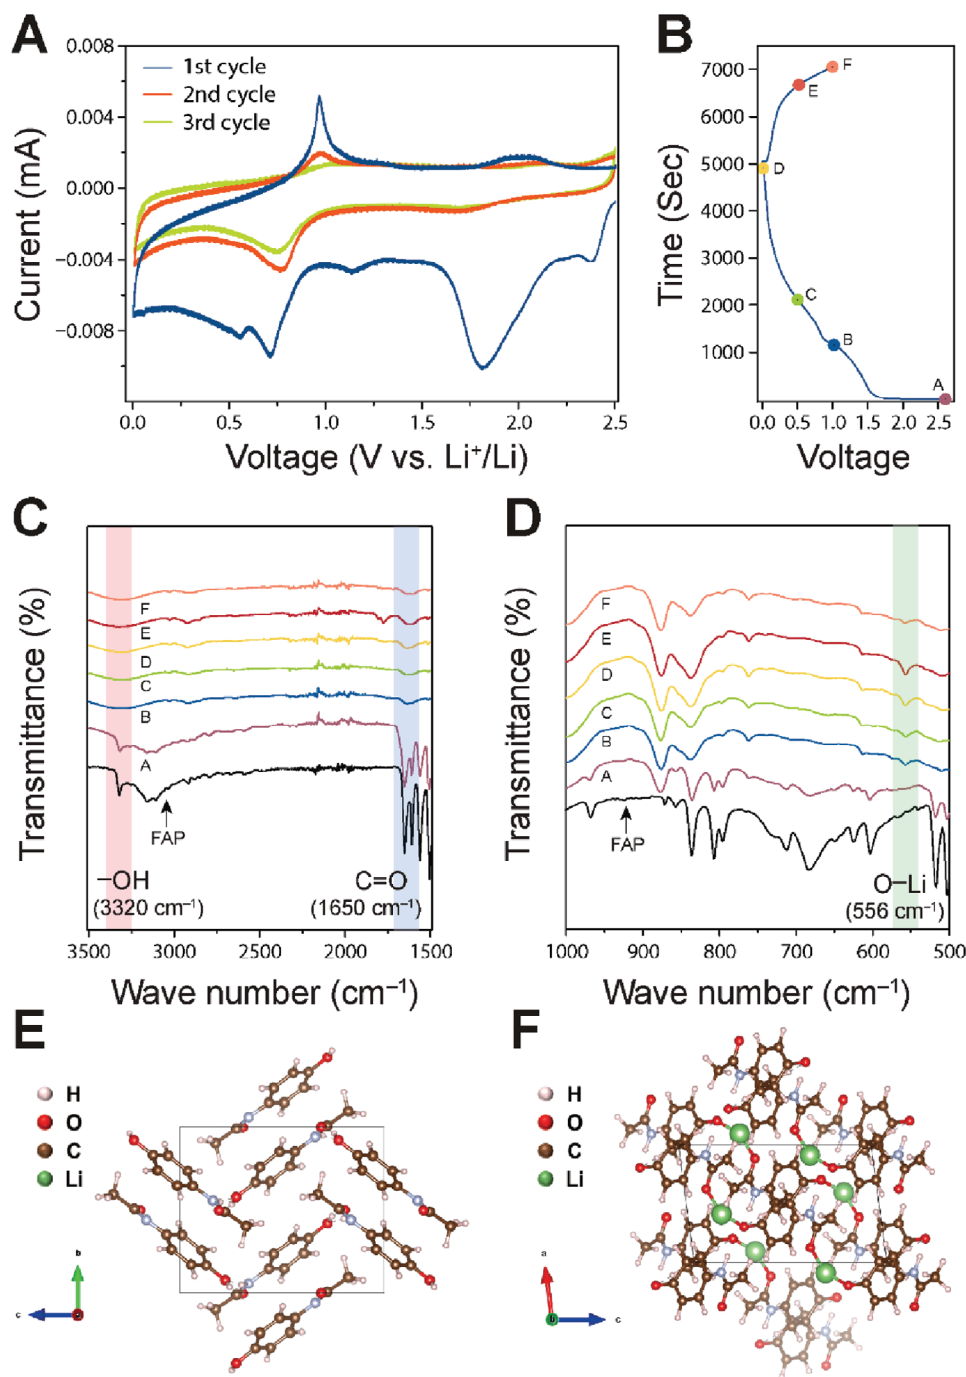 A
Current (mA)
0.008
0.004
0.000
−0.004
−0.008
1st cycle
2nd cycle
3rd cycle
0.0 0.5 1.0 1.5 2.0 2.5
Voltage (V vs. Li⁺/Li)
B
Time (Sec)
7000
6000
5000
4000
3000
2000
1000
F
E
D
C
B
A
0.0 0.5 1.0 1.5 2.0 2.5
Voltage
C
Transmittance (%)
F
E
D
C
B
A
FAP
−OH
(3320 cm⁻¹)
C=O
(1650 cm⁻¹)
3500 3000 2500 2000 1500
Wave number (cm⁻¹)
D
Transmittance (%)
F
E
D
C
B
A
FAP
O−Li
(556 cm⁻¹)
1000 900 800 700 600 500
Wave number (cm⁻¹)
E
H
O
C
Li
b
c
F
H
O
C
Li
a
b
c